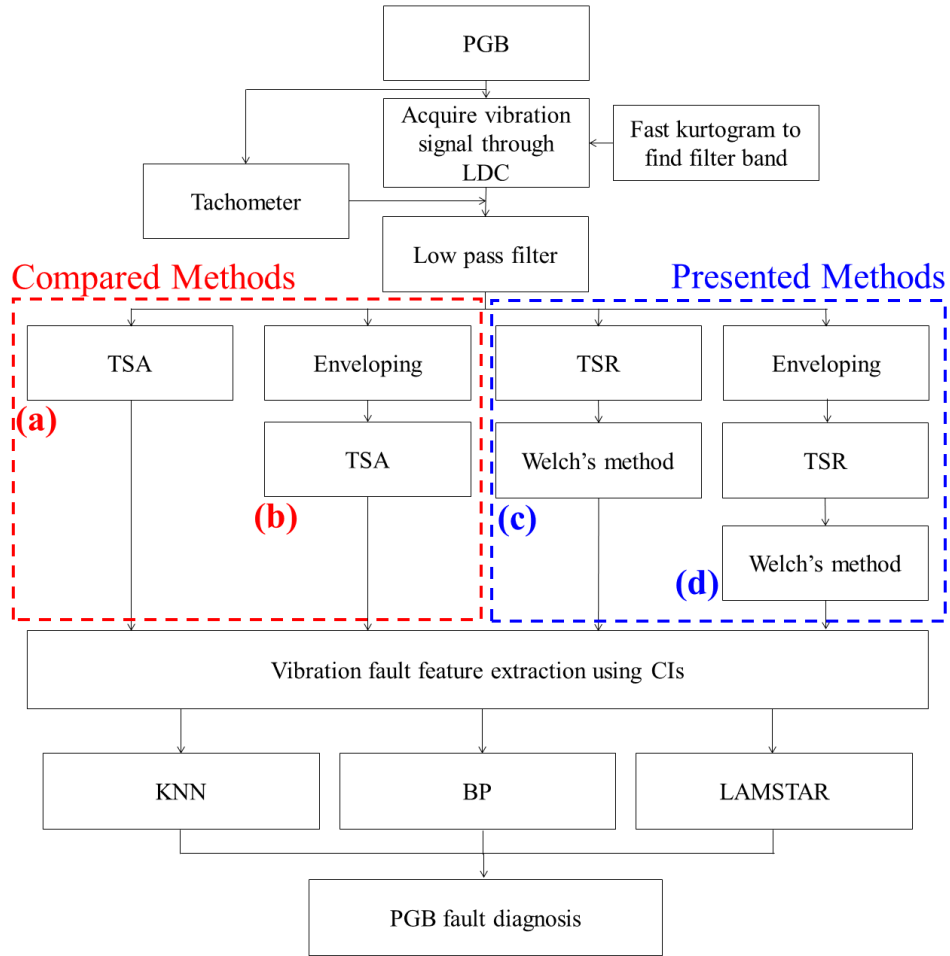 PGB
Acquire vibration
signal through
LDC
Fast kurtogram to
find filter band
Tachometer
Low pass filter
Compared Methods
Presented Methods
TSA
Enveloping
TSR
Enveloping
(a)
TSA
Welch's method
TSR
(b)
(c)
Welch's method
(d)
Vibration fault feature extraction using CIs
KNN
BP
LAMSTAR
PGB fault diagnosis